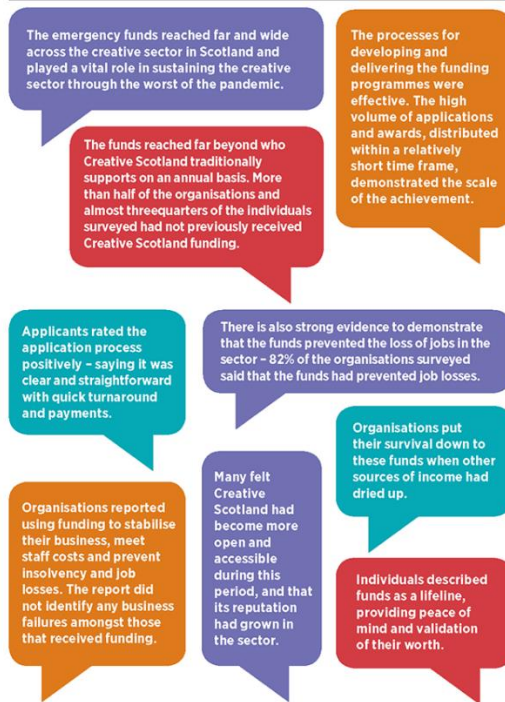 The emergency funds reached far and wide
across the creative sector in Scotland and
played a vital role in sustaining the creative
sector through the worst of the pandemic.
The processes for
developing and
delivering the funding
programmes were
effective. The high
volume of applications
and awards, distributed
within a relatively
short time frame,
demonstrated the scale
of the achievement.
The funds reached far beyond who
Creative Scotland traditionally
supports on an annual basis. More
than half of the organisations and
almost threequarters of the individuals
surveyed had not previously received
Creative Scotland funding.
Applicants rated the
application process
positively – saying it was
clear and straightforward
with quick turnaround
and payments.
There is also strong evidence to demonstrate
that the funds prevented the loss of jobs in the
sector – 82% of the organisations surveyed
said that the funds had prevented job losses.
Organisations put
their survival down to
these funds when other
sources of income had
dried up.
Organisations reported
using funding to stabilise
their business, meet
staff costs and prevent
insolvency and job
losses. The report did
not identify any business
failures amongst those
that received funding.
Many felt
Creative
Scotland had
become more
open and
accessible
during this
period, and that
its reputation
had grown in
the sector.
Individuals described
funds as a lifeline,
providing peace of
mind and validation
of their worth.